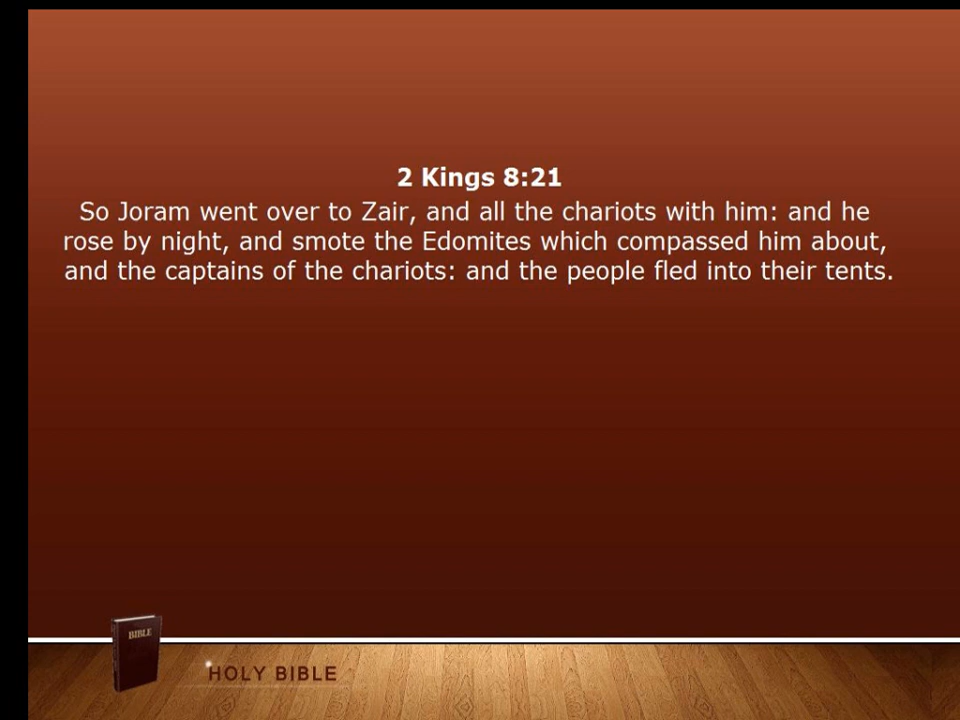 2 Kings 8:21
So Joram went over to Zair, and all the chariots with him: and he
rose by night, and smote the Edomites which compassed him about,
and the captains of the chariots: and the people fled into their tents.
BIBLE
HOLY BIBLE